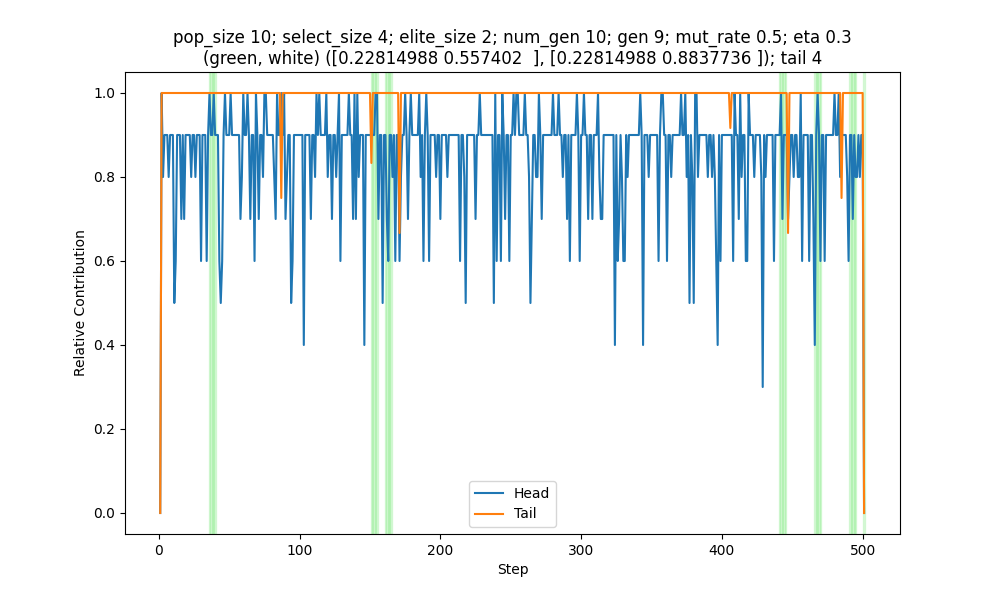 pop_size 10; select_size 4; elite_size 2; num_gen 10; gen 9; mut_rate 0.5; eta 0.3
(green, white) ([0.22814988 0.557402  ], [0.22814988 0.8837736 ]); tail 4
1.0
0.8
0.6
0.4
0.2
0.0
Relative Contribution
Head
Tail
0
100
200
300
400
500
Step